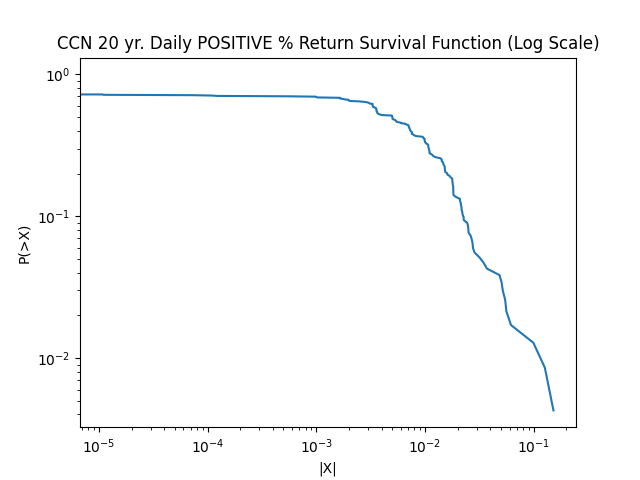 CCN 20 yr. Daily POSITIVE % Return Survival Function (Log Scale)
10⁰
10⁻¹
10⁻²
P(>X)
10⁻⁵ 10⁻⁴ 10⁻³ 10⁻² 10⁻¹
|X|